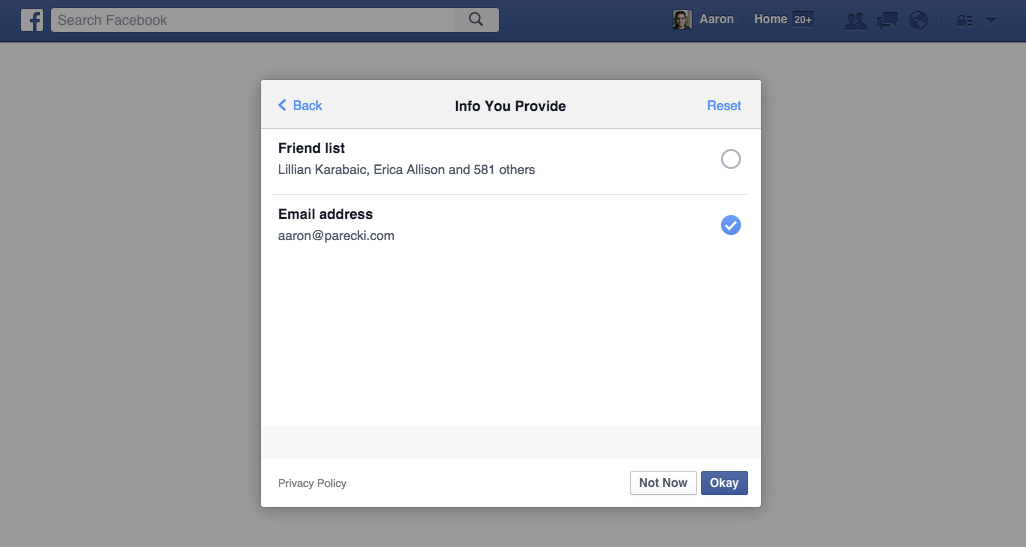 f Search Facebook Aaron Home 20+
Back Info You Provide Reset
Friend list
Lillian Karabaic, Erica Allison and 581 others
Email address
aaron@parecki.com
Privacy Policy Not Now Okay